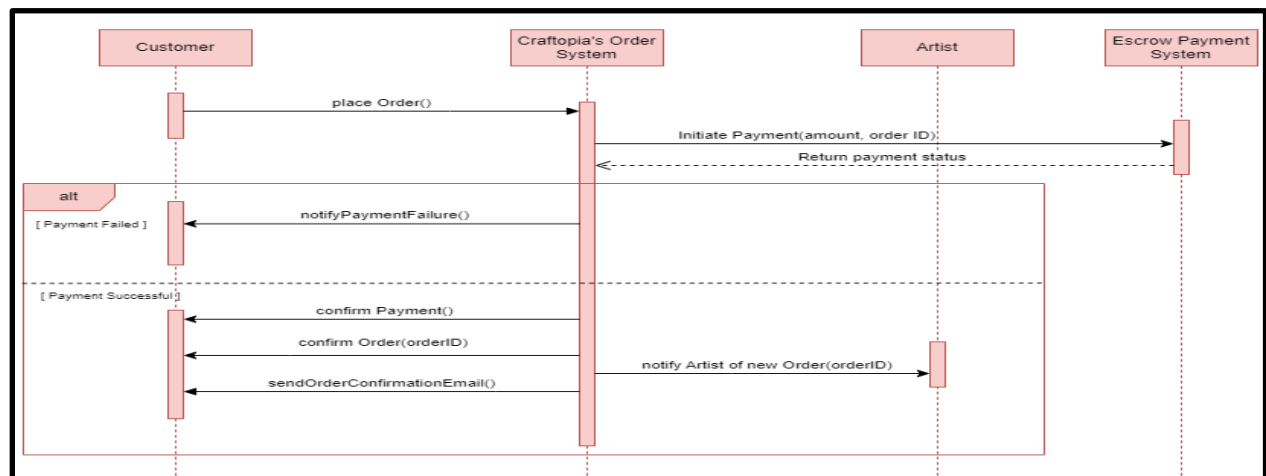 Customer
Craftopia's Order
System
Artist
Escrow Payment
System
place Order()
Initiate Payment(amount, order ID)
Return payment status
alt
notifyPaymentFailure()
[ Payment Failed ]
[ Payment Successful ]
confirm Payment()
confirm Order(orderID)
notify Artist of new Order(orderID)
sendOrderConfirmationEmail()